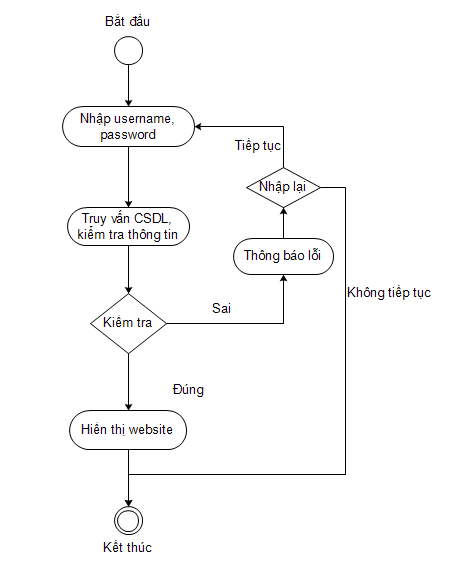 Bắt đầu
Nhập username,
password
Tiếp tục
Nhập lại
Truy vấn CSDL,
kiểm tra thông tin
Thông báo lỗi
Không tiếp tục
Sai
Kiểm tra
Đúng
Hiển thị website
Kết thúc